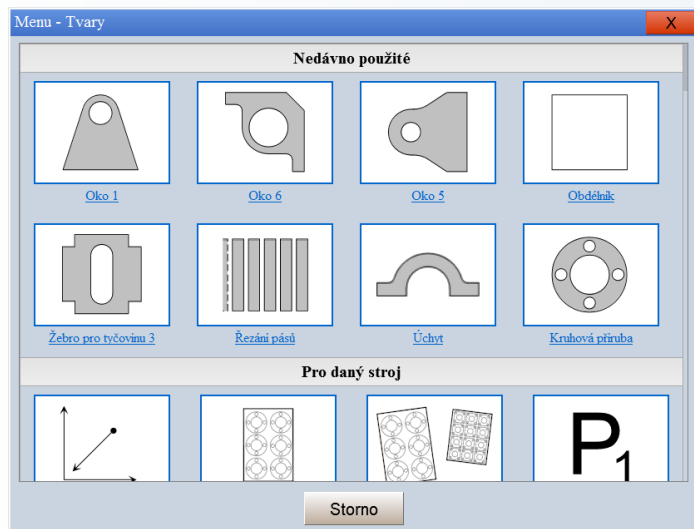 Menu - Tvary
X
Nedávno použité
Oko 1
Oko 6
Oko 5
Obdélník
Žebro pro tyčovinu 3
Řezání pásů
Úchyt
Kruhová příruba
Pro daný stroj
P1
Storno